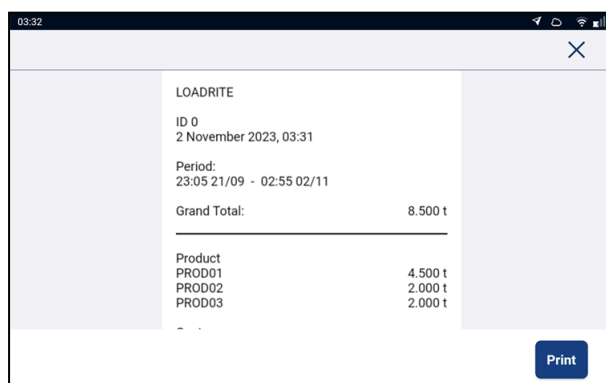 03:32
LOADRITE
ID 0
2 November 2023, 03:31
Period:
23:05 21/09 - 02:55 02/11
Grand Total: 8.500 t
Product
PROD01 4.500 t
PROD02 2.000 t
PROD03 2.000 t
Print